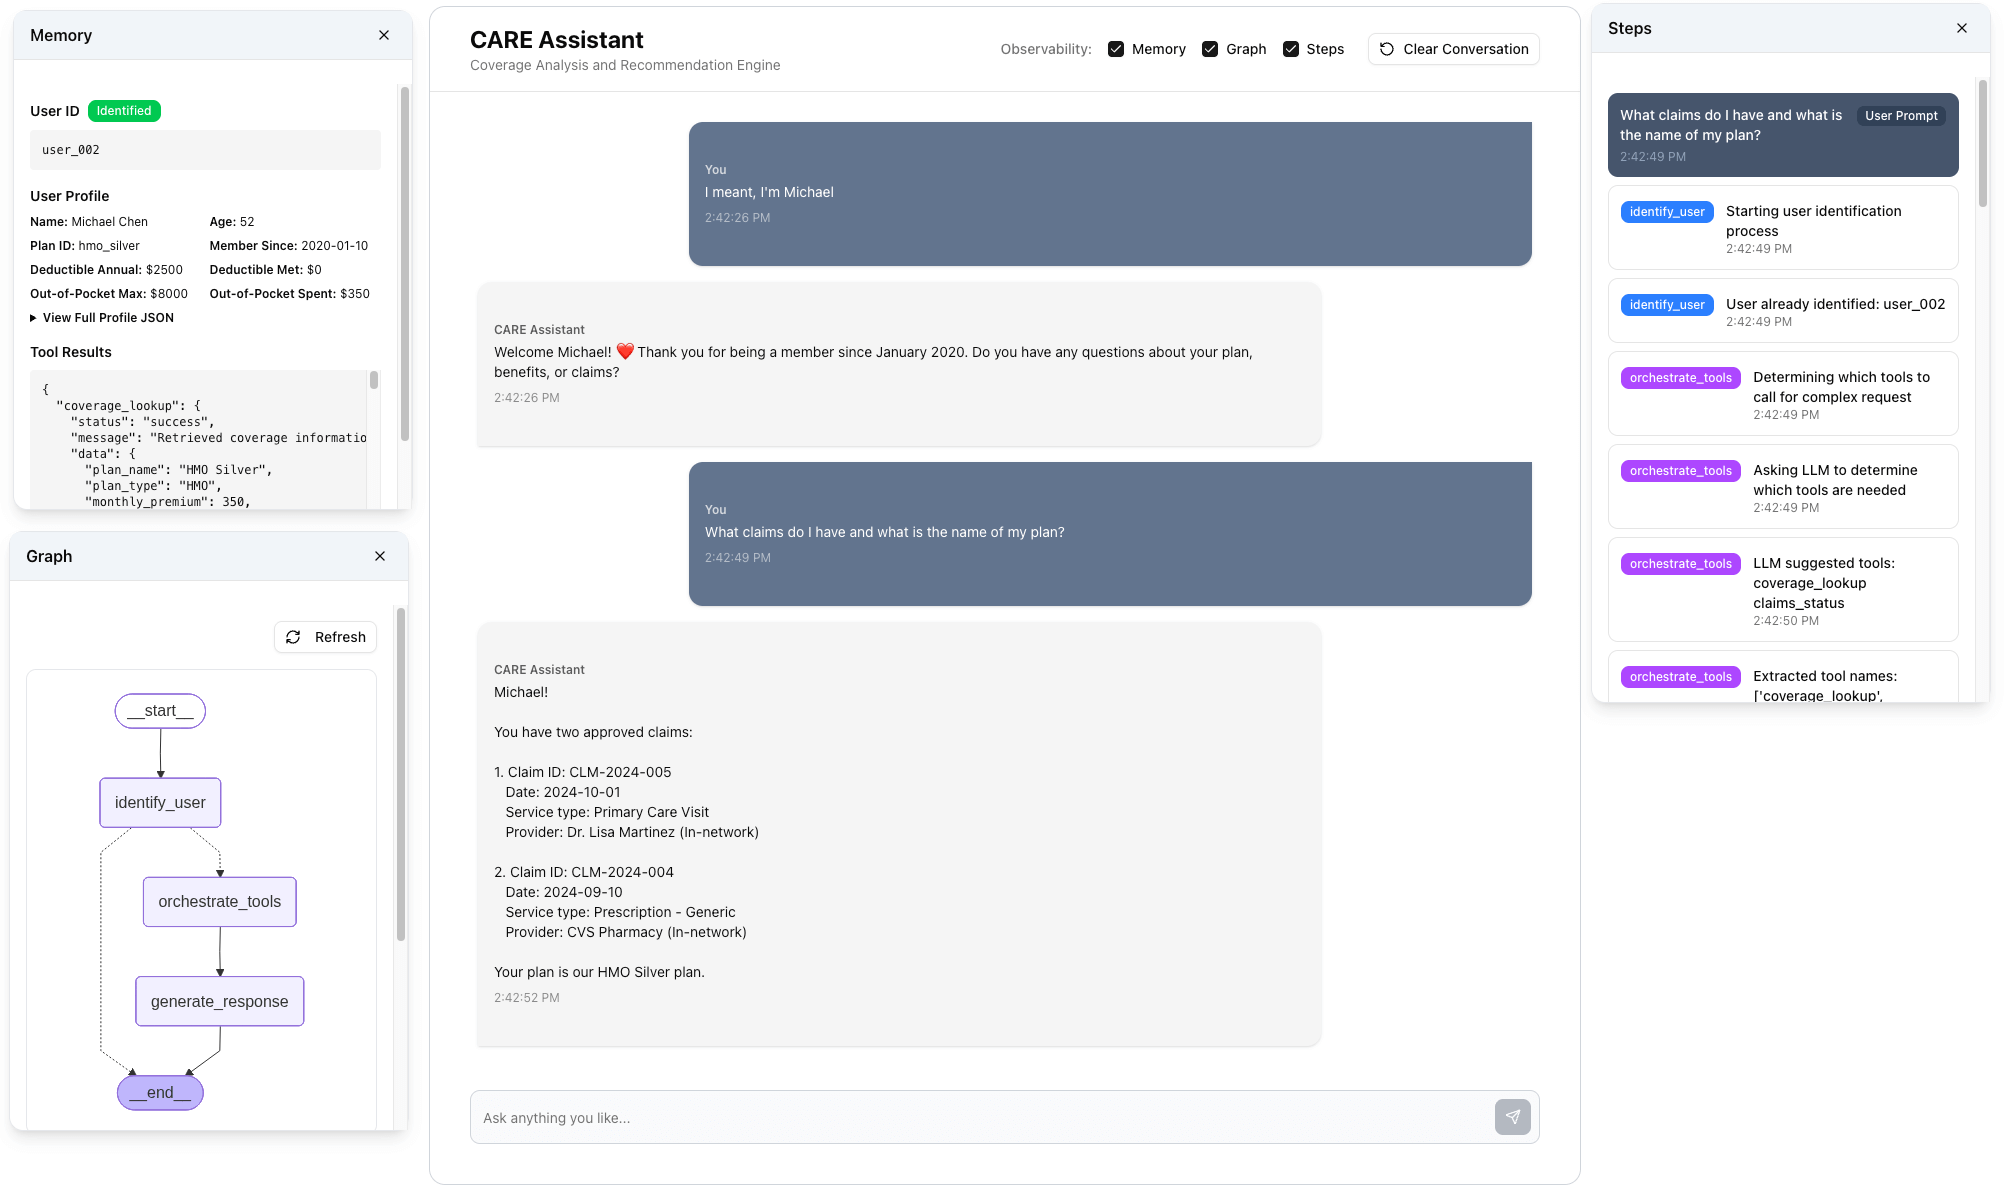 Memory
User ID Identified
user_002
User Profile
Name: Michael Chen Age: 52
Plan ID: hmo_silver Member Since: 2020-01-10
Deductible Annual: $2500 Deductible Met: $0
Out-of-Pocket Max: $8000 Out-of-Pocket Spent: $350
View Full Profile JSON
Tool Results
{
"coverage_lookup": {
"status": "success",
"message": "Retrieved coverage informatio
"data": {
"plan_name": "HMO Silver",
"plan_type": "HMO",
"monthly_premium": 350,
Graph
Refresh
__start__
identify_user
orchestrate_tools
generate_response
__end__
CARE Assistant
Coverage Analysis and Recommendation Engine
Observability: Memory Graph Steps Clear Conversation
You
I meant, I'm Michael
2:42:26 PM
CARE Assistant
Welcome Michael! ❤️ Thank you for being a member since January 2020. Do you have any questions about your plan,
benefits, or claims?
2:42:26 PM
You
What claims do I have and what is the name of my plan?
2:42:49 PM
CARE Assistant
Michael!
You have two approved claims:
1. Claim ID: CLM-2024-005
Date: 2024-10-01
Service type: Primary Care Visit
Provider: Dr. Lisa Martinez (In-network)
2. Claim ID: CLM-2024-004
Date: 2024-09-10
Service type: Prescription - Generic
Provider: CVS Pharmacy (In-network)
Your plan is our HMO Silver plan.
2:42:52 PM
Ask anything you like...
Steps
What claims do I have and what is User Prompt
the name of my plan?
2:42:49 PM
identify_user Starting user identification
process
2:42:49 PM
identify_user User already identified: user_002
2:42:49 PM
orchestrate_tools Determining which tools to
call for complex request
2:42:49 PM
orchestrate_tools Asking LLM to determine
which tools are needed
2:42:49 PM
orchestrate_tools LLM suggested tools:
coverage_lookup
claims_status
2:42:50 PM
orchestrate_tools Extracted tool names:
['coverage_lookup',